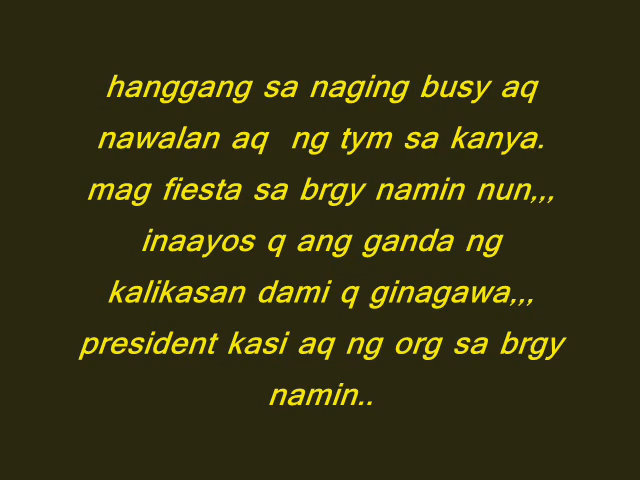 hanggang sa naging busy aq
nawalan aq  ng tym sa kanya.
mag fiesta sa brgy namin nun,,,
inaayos q ang ganda ng
kalikasan dami q ginagawa,,,
president kasi aq ng org sa brgy
namin..